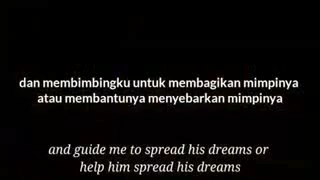 dan membimbingku untuk membagikan mimpinya
atau membantunya menyebarkan mimpinya
and guide me to spread his dreams or
help him spread his dreams